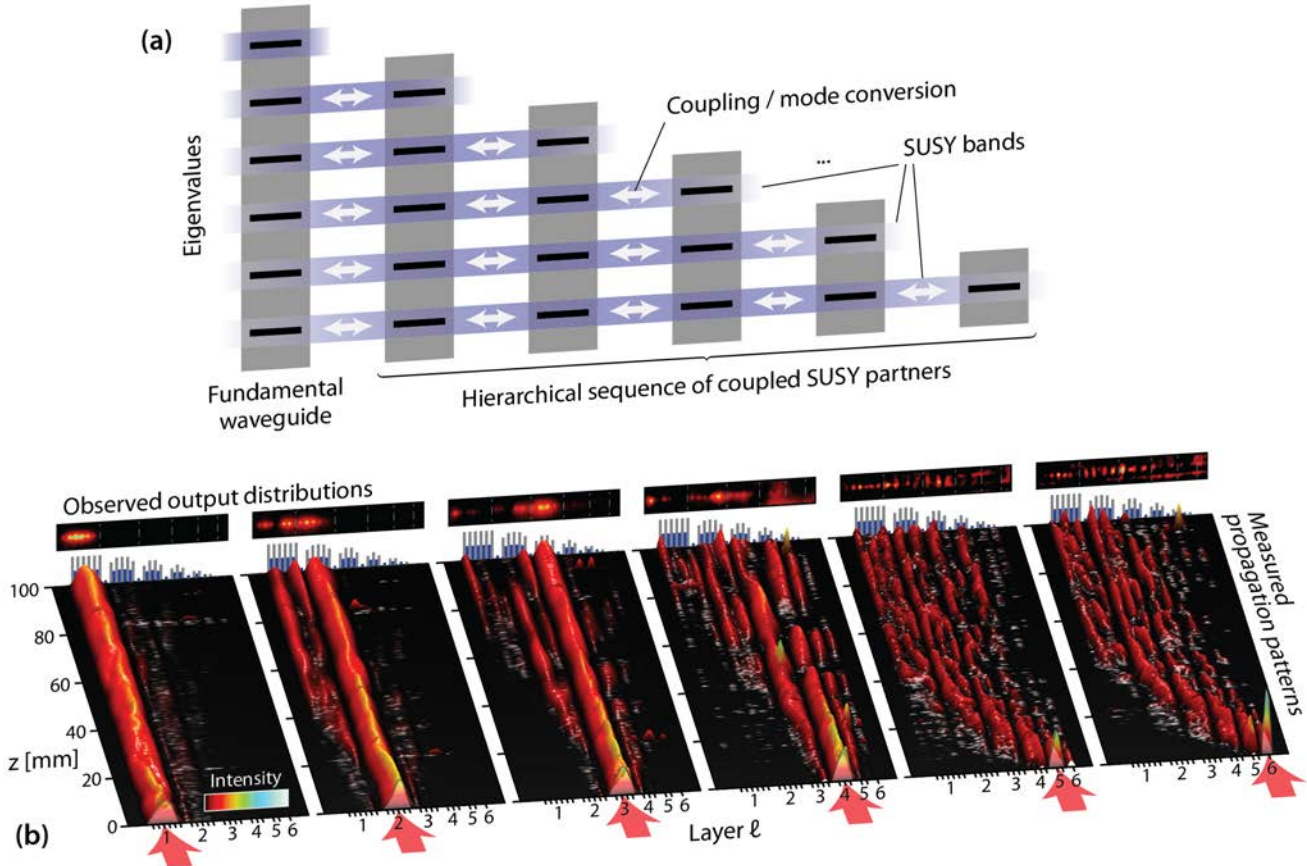 (a)
Eigenvalues
Coupling / mode conversion
...
SUSY bands
Fundamental
waveguide
Hierarchical sequence of coupled SUSY partners
Observed output distributions
Measured
propagation patterns
100
80
60
40
z [mm]
20
0
Intensity
1 2 3 4 5 6
1 2 3 4 5 6
1 2 3 4 5 6
1 2 3 4 5 6
1 2 3 4 5 6
1 2 3 4 5 6
(b)
Layer ℓ